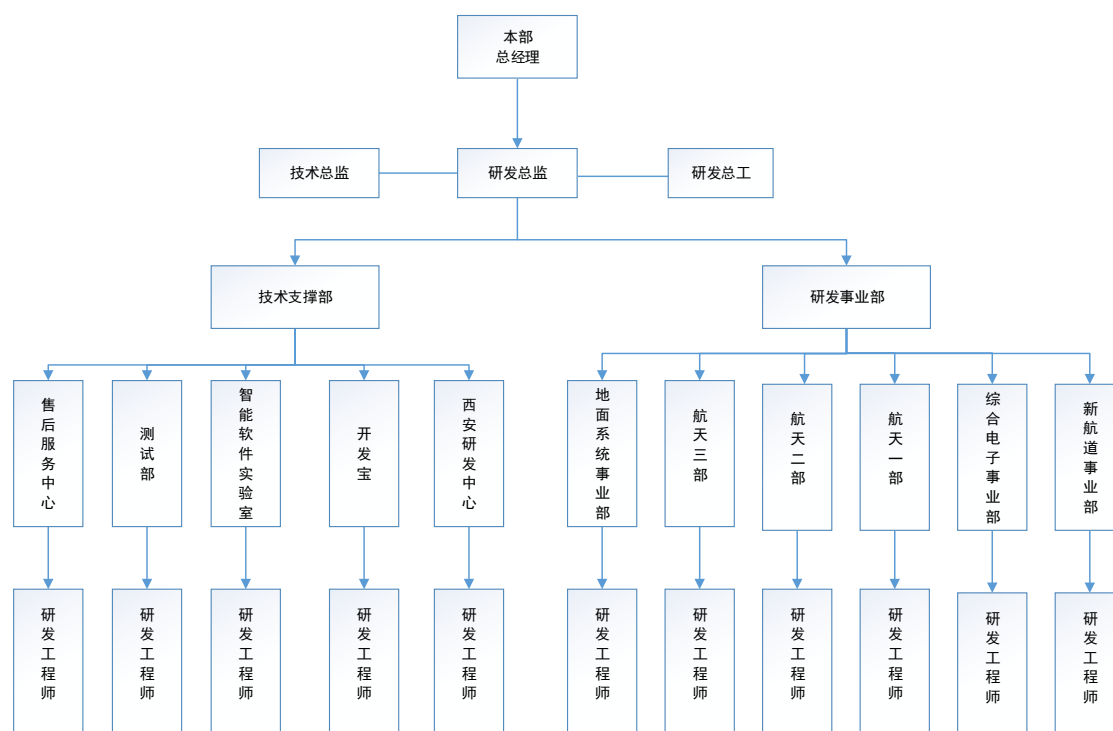 本部
总经理
技术总监
研发总监
研发总工
技术支撑部
研发事业部
售后服务中心
测试部
智能软件实验室
开发宝
西安研发中心
地面系统事业部
航天三部
航天二部
航天一部
综合电子事业部
新航道事业部
研发工程师
研发工程师
研发工程师
研发工程师
研发工程师
研发工程师
研发工程师
研发工程师
研发工程师
研发工程师
研发工程师